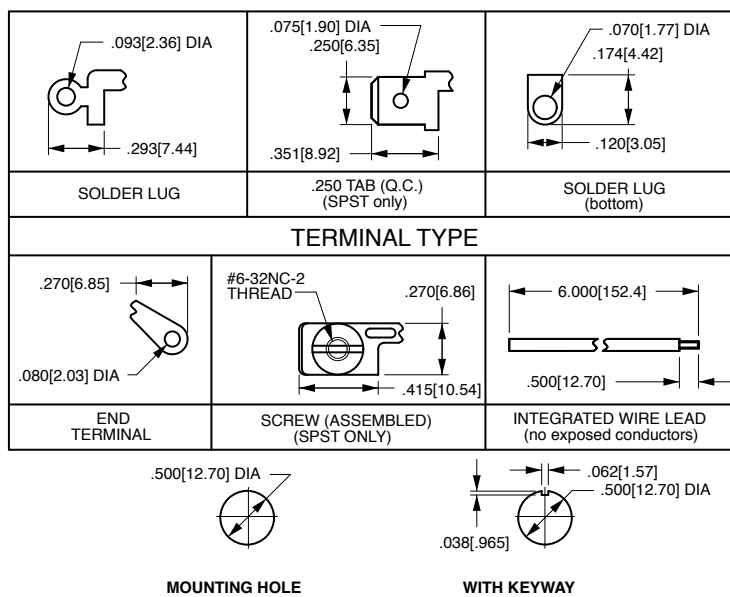 .093[2.36] DIA
.293[7.44]
SOLDER LUG
.075[1.90] DIA
.250[6.35]
.351[8.92]
.250 TAB (Q.C.)
(SPST only)
.070[1.77] DIA
.174[4.42]
.120[3.05]
SOLDER LUG
(bottom)
TERMINAL TYPE
.270[6.85]
.080[2.03] DIA
END
TERMINAL
#6-32NC-2
THREAD
.270[6.86]
.415[10.54]
SCREW (ASSEMBLED)
(SPST ONLY)
6.000[152.4]
.500[12.70]
INTEGRATED WIRE LEAD
(no exposed conductors)
.500[12.70] DIA
MOUNTING HOLE
.062[1.57]
.500[12.70] DIA
.038[.965]
WITH KEYWAY